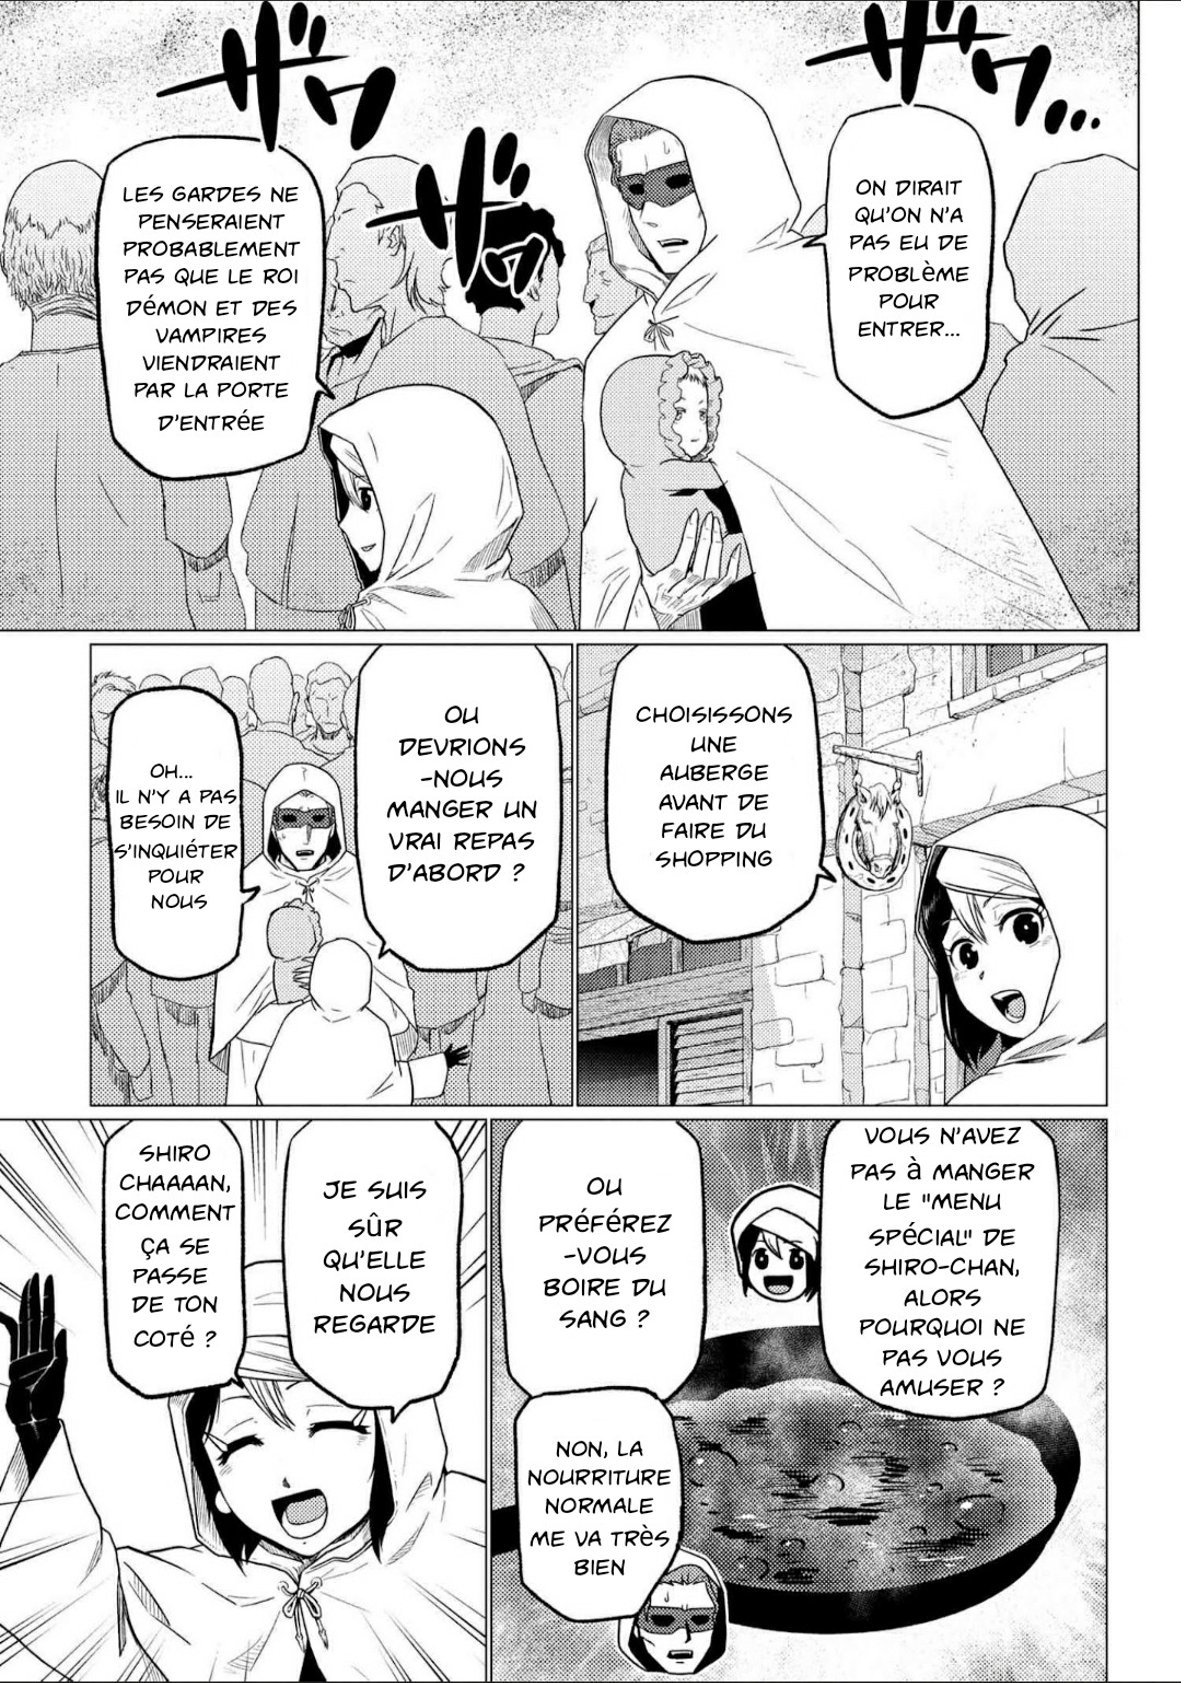 ザワ
ザワ
ザワ...
ON DIRAIT
QU'ON N'A
PAS EU DE
PROBLÈME
POUR
ENTRER...
LES GARDES NE
PENSERAIENT
PROBABLEMENT
PAS QUE LE ROI
DÉMON ET DES
VAMPIRES
VIENDRAIENT
PAR LA PORTE
D'ENTRÉE
CHOISISSONS
UNE
AUBERGE
AVANT DE
FAIRE DU
SHOPPING
OU
DEVRIONS
-NOUS
MANGER UN
VRAI REPAS
D'ABORD ?
OH...
IL N'Y A PAS
BESOIN DE
S'INQUIÉTER
POUR
NOUS
VOUS N'AVEZ
PAS À MANGER
LE "MENU
SPÉCIAL" DE
SHIRO-CHAN,
ALORS
POURQUOI NE
PAS VOUS
AMUSER ?
OU
PRÉFÉREZ
-VOUS
BOIRE DU
SANG ?
NON, LA
NOURRITURE
NORMALE
ME VA TRÈS
BIEN
JE SUIS
SÛR
QU'ELLE
NOUS
REGARDE
SHIRO
CHAAAAN,
COMMENT
ÇA SE
PASSE
DE TON
COTÉ ?